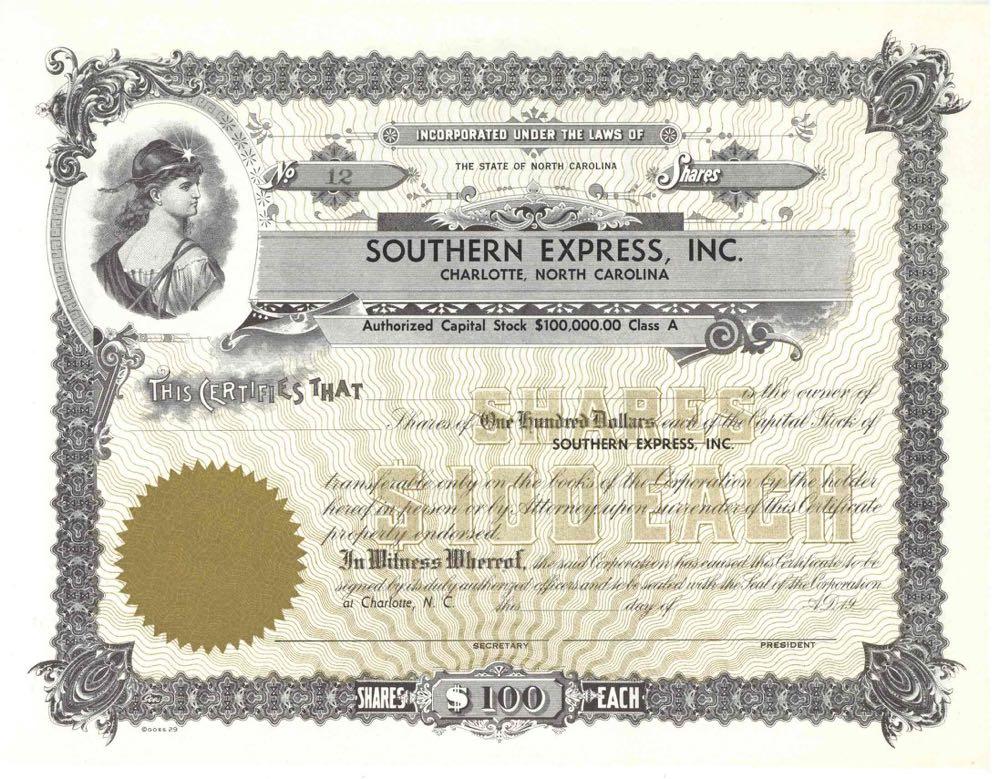 INCORPORATED UNDER THE LAWS OF
THE STATE OF NORTH CAROLINA
No 12 Shares
SOUTHERN EXPRESS, INC.
CHARLOTTE, NORTH CAROLINA
Authorized Capital Stock $100,000.00 Class A
THIS CERTIFIES THAT
is the owner of
SHARES
Shares of One Hundred Dollars each of the Capital Stock of
SOUTHERN EXPRESS, INC.
$100 EACH
transferable only on the books of the Corporation by the holder
hereof in person or by Attorney upon surrender of this Certificate
properly endorsed.
In Witness Whereof, the said Corporation has caused this Certificate to be
signed by its duly authorized officers and to be sealed with the Seal of the Corporation
at Charlotte, N. C. this day of A.D. 19
SECRETARY PRESIDENT
SHARES $100 EACH
©GOES 29